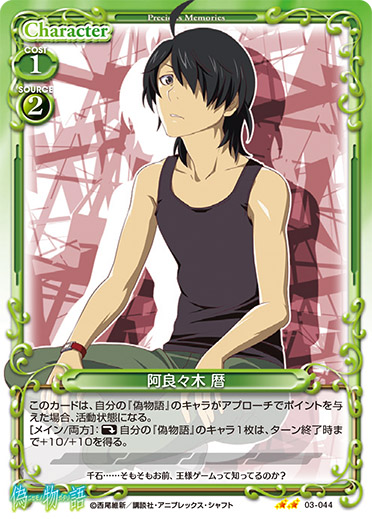 Precious Memories
Character
COST
1
SOURCE
2
阿良々木 暦
このカードは、自分の『偽物語』のキャラがアプローチでポイントを与
えた場合、活動状態になる。
[メイン/両方]: 自分の『偽物語』のキャラ1枚は、ターン終了時ま
で+10/+10を得る。
千石……そもそもお前、王様ゲームって知ってるのか?
偽物語
©西尾維新/講談社・アニプレックス・シャフト
03-044